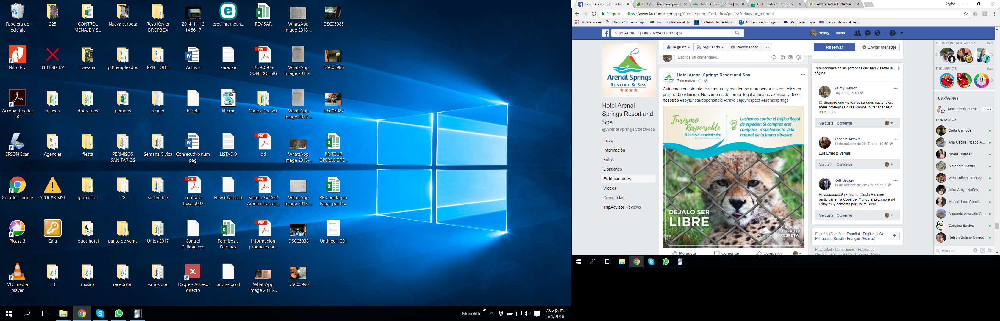 Papelera de
reciclaje
225
CONTROL
MENAJE Y S...
Nueva carpeta
Resp Keylor
DROPBOX
2014-11-13
14.56.17
eset_internet_s...
REVISAR
WhatsApp
Image 2018-...
DSC05985
Nitro Pro
3101687374
Dayana
pdf empleados
RPN HOTEL
Activos
karaoke
RG-CC-05
CONTROL SIG
WhatsApp
Image 2018-...
DSC05986
Acrobat Reader
DC
activos
doc varios
pedidos
scaner
buseta
liberar
Varios Doc Ver
WhatsApp
Image 2018-...
DSC05987
EPSON Scan
Agencias
fiesta
PERMISOS
SANITARIOS
Semana Civica
Consecutivo num
pag
LISTADO
dd
WhatsApp
Image 2018-...
RR TOUR
OPERADORE...
Google Chrome
APLICAR SIST
grabacion
PG
sostenible
contrato
buseta002
New Chart.ccd
Factura $#1522
Administración...
WhatsApp
Image 2018-...
RR Cuenta por
Pagar por Pr...
Picasa 3
Caja
logos hotel
punto de venta
Utiles 2017
Control
Calidad.ccd
Permisos y
Patentes
informacion
productos or...
DSC05838
Untitled1_001
VLC media
player
cd
musica
recepcion
varios doc
Dagre - Acceso
directo
proceso.ccd
WhatsApp
Image 2018-...
DSC05990
Monolith
7:05 p. m.
5/4/2018
Hotel Arenal Springs Res
CST / Certificación para l
Hotel Arenal Springs | Ve
CST - Instituto Costarrice
CANOA AVENTURA S.A.
Keylor
Seguro
https://www.facebook.com/pg/ArenalSpringsCostaRica/posts/?ref=page_internal
Aplicaciones
Oficina Virtual - Caja
Instituto Nacional de
Sistema de Certificac
Correo: Keylor Espino
BN Página Principal
BN Banco Nacional de Co
Hotel Arenal Springs Resort and Spa
Yeimy
Inicio
Arenal Springs
RESORT & SPA
Hotel Arenal
Springs Resort and
Spa
@ArenalSpringsCostaRica
Inicio
Información
Fotos
Opiniones
Publicaciones
Vídeos
Comunidad
TripAdvisor Reviews
Te gusta
Siguiendo
Recomendar
Reservar
Enviar mensaje
Escribe un comentario...
Hotel Arenal Springs Resort and Spa
7 de marzo
Cuidemos nuestra riqueza natural y ayudemos a preservar las especies en
peligro de extinción. No compres de forma ilegal animales exóticos y di con
nosotros #soyturistaresponsable #travelenjoyrespect #arenalsprings
Turismo
Responsable
¡Únete al movimiento!
#soyturistaresponsable
Luchemos contra el tráfico ilegal
de especies: Si compras eres
complice, respetemos la vida
natural de la fauna silvestre
DÉJALO SER
LIBRE
Arenal Springs
VIAJA
DISFRUTA
RESPETA
Me gusta
Comentar
Compartir
Publicaciones de las personas que han visitado la
página
Yeimy Keylor
Hoy a las 19:03
Siempre que visitemos parques nacionales,
áreas protegidas o realicemos tours tener esto
en cuenta.
Me gusta · Comentar
Yesenia Artavia
11 de octubre de 2017 a las 10:59
Luis Ernesto Vargas
Me gusta · Comentar
Rolf Becker
11 de octubre de 2017 a las 7:53
Holaaaaaaaa! ¡Felicito a Costa Rica por
participar en la Copa del Mundo el próximo año!
Estoy muy contento por Costa Rica!
Me gusta · Comentar
Español (España) · Español · English (US) ·
Português (Brasil) · Français (France)
Privacidad · Condiciones · Publicidad ·
Gestión de anuncios · Cookies · Más
JUEGOS INSTANTÁNEOS
MÁS
TUS JUEGOS
MÁS
1
TUS PÁGINAS
Movimiento Famili...
+ de 9
CONTACTOS
Carla Campos
Ana Cecilia Picado A...
Noelia Salazar
Alejandra Castro
Wen Zuñiga Jimenez
Jairo Araya Nuñes
Marisol Lara Corella
Armando Alvarado Ar...
Carolina Bastos
Nelson Solano Oviedo
Busca